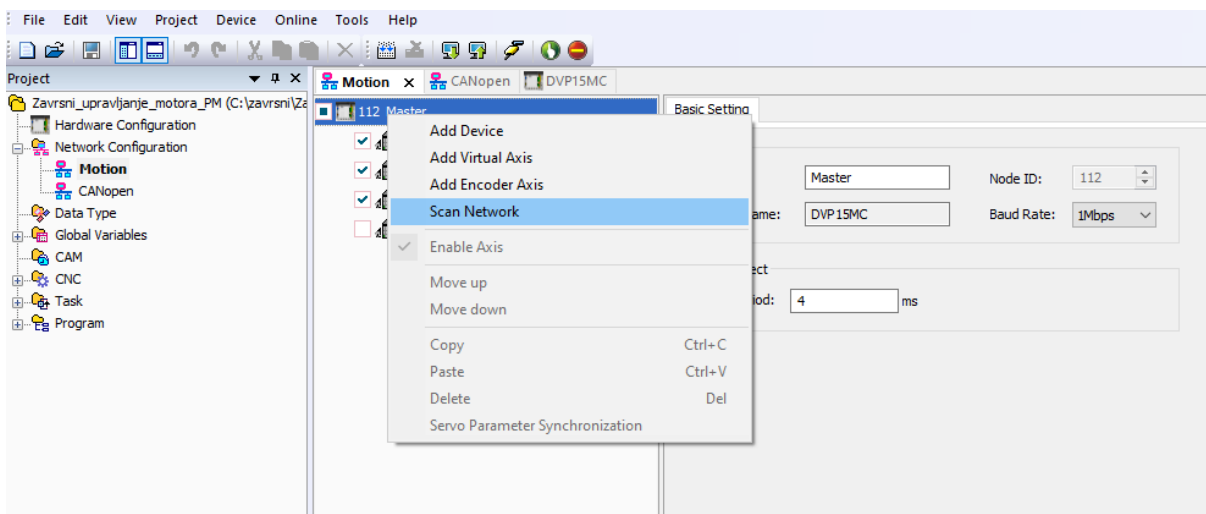 File Edit View Project Device Online Tools Help
Project
Motion CANopen DVP15MC
Zavrsni_upravljanje_motora_PM (C:\zavrsni\Za
Hardware Configuration
Network Configuration
Motion
CANopen
Data Type
Global Variables
CAM
CNC
Task
Program
112 Master
Add Device
Add Virtual Axis
Add Encoder Axis
Scan Network
Enable Axis
Move up
Move down
Copy Ctrl+C
Paste Ctrl+V
Delete Del
Servo Parameter Synchronization
Basic Setting
Master Node ID: 112
ame: DVP15MC Baud Rate: 1Mbps
ect
iod: 4 ms